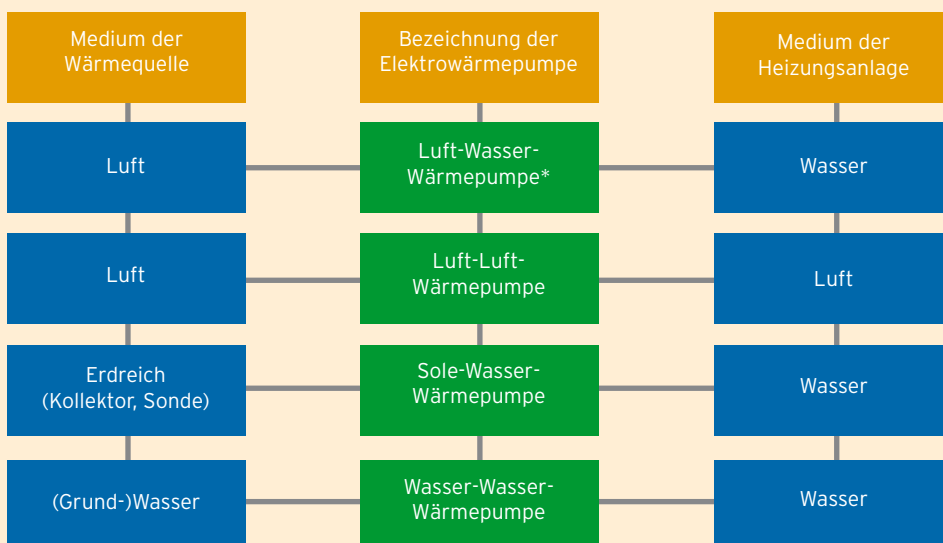 Medium der
Wärmequelle
Bezeichnung der
Elektrowärmepumpe
Medium der
Heizungsanlage
Luft
Luft-Wasser-
Wärmepumpe*
Wasser
Luft
Luft-Luft-
Wärmepumpe
Luft
Erdreich
(Kollektor, Sonde)
Sole-Wasser-
Wärmepumpe
Wasser
(Grund-)Wasser
Wasser-Wasser-
Wärmepumpe
Wasser